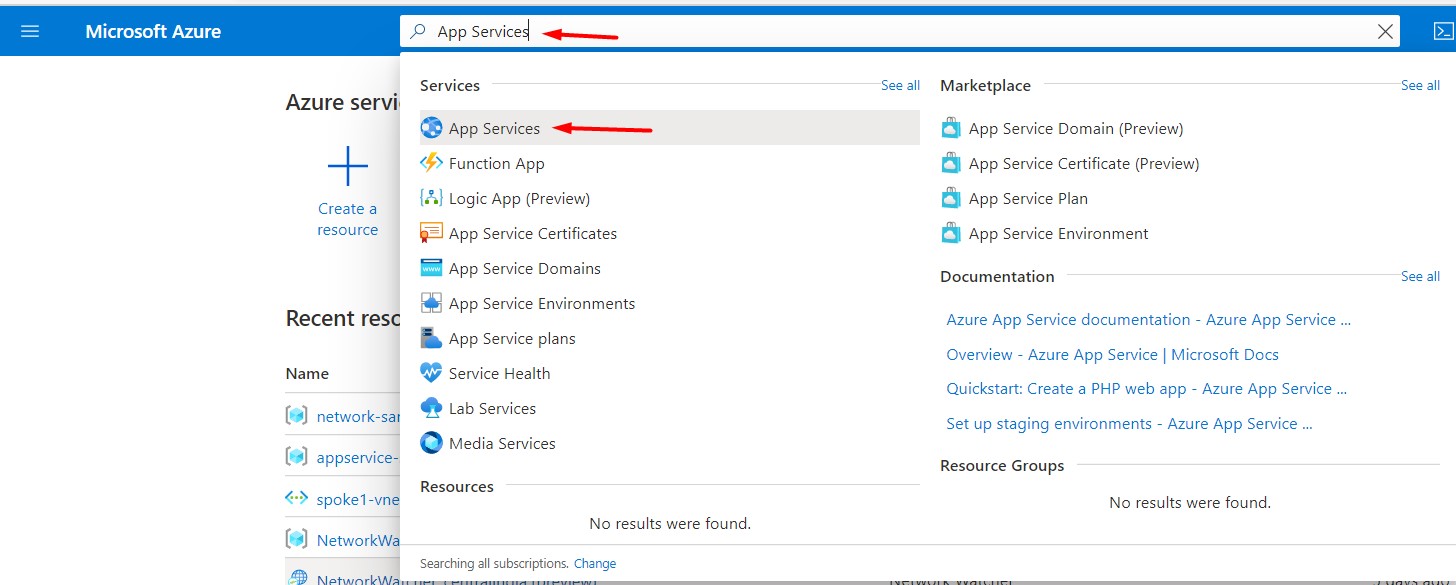 Microsoft Azure
App Services
Azure servi
Create a
resource
Recent reso
Name
network-sar
appservice-
spoke1-vne
NetworkWa
Services
See all
App Services
Function App
Logic App (Preview)
App Service Certificates
App Service Domains
App Service Environments
App Service plans
Service Health
Lab Services
Media Services
Resources
No results were found.
Searching all subscriptions. Change
Marketplace
See all
App Service Domain (Preview)
App Service Certificate (Preview)
App Service Plan
App Service Environment
Documentation
See all
Azure App Service documentation - Azure App Service ...
Overview - Azure App Service | Microsoft Docs
Quickstart: Create a PHP web app - Azure App Service ...
Set up staging environments - Azure App Service ...
Resource Groups
No results were found.